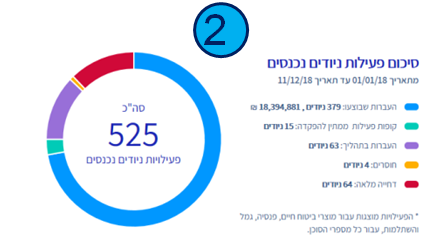 2
סיכום פעילות ניודים נכנסים
מתאריך 01/01/18 עד תאריך 11/12/18
סה"כ
525
פעילויות ניודים נכנסים
העברות שבוצעו: 379 ניודים , 18,394,881 ₪
קופות פעילות ממתין להפקדה: 15 ניודים
העברות בתהליך: 63 ניודים
חוסרים: 4 ניודים
דחייה מלאה: 64 ניודים
* הפעילויות מוצגות עבור מוצרי ביטוח חיים, פנסיה, גמל
והשתלמות, עבור כל מספרי הסוכן.